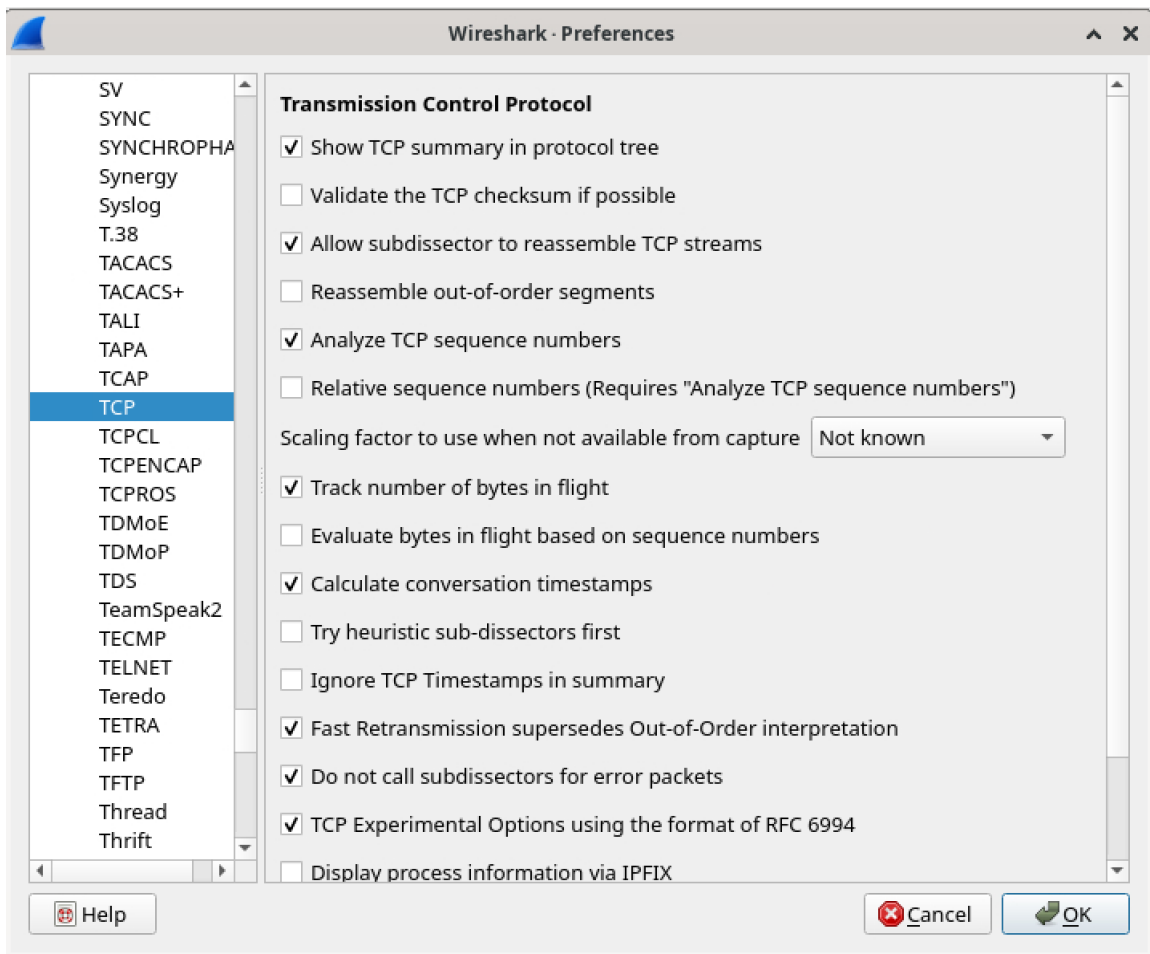 Wireshark · Preferences
SV
SYNC
SYNCHROPHA
Synergy
Syslog
T.38
TACACS
TACACS+
TALI
TAPA
TCAP
TCP
TCPCL
TCPENCAP
TCPROS
TDMoE
TDMoP
TDS
TeamSpeak2
TECMP
TELNET
Teredo
TETRA
TFP
TFTP
Thread
Thrift
Transmission Control Protocol
Show TCP summary in protocol tree
Validate the TCP checksum if possible
Allow subdissector to reassemble TCP streams
Reassemble out-of-order segments
Analyze TCP sequence numbers
Relative sequence numbers (Requires "Analyze TCP sequence numbers")
Scaling factor to use when not available from capture Not known
Track number of bytes in flight
Evaluate bytes in flight based on sequence numbers
Calculate conversation timestamps
Try heuristic sub-dissectors first
Ignore TCP Timestamps in summary
Fast Retransmission supersedes Out-of-Order interpretation
Do not call subdissectors for error packets
TCP Experimental Options using the format of RFC 6994
Display process information via IPFIX
Help Cancel OK